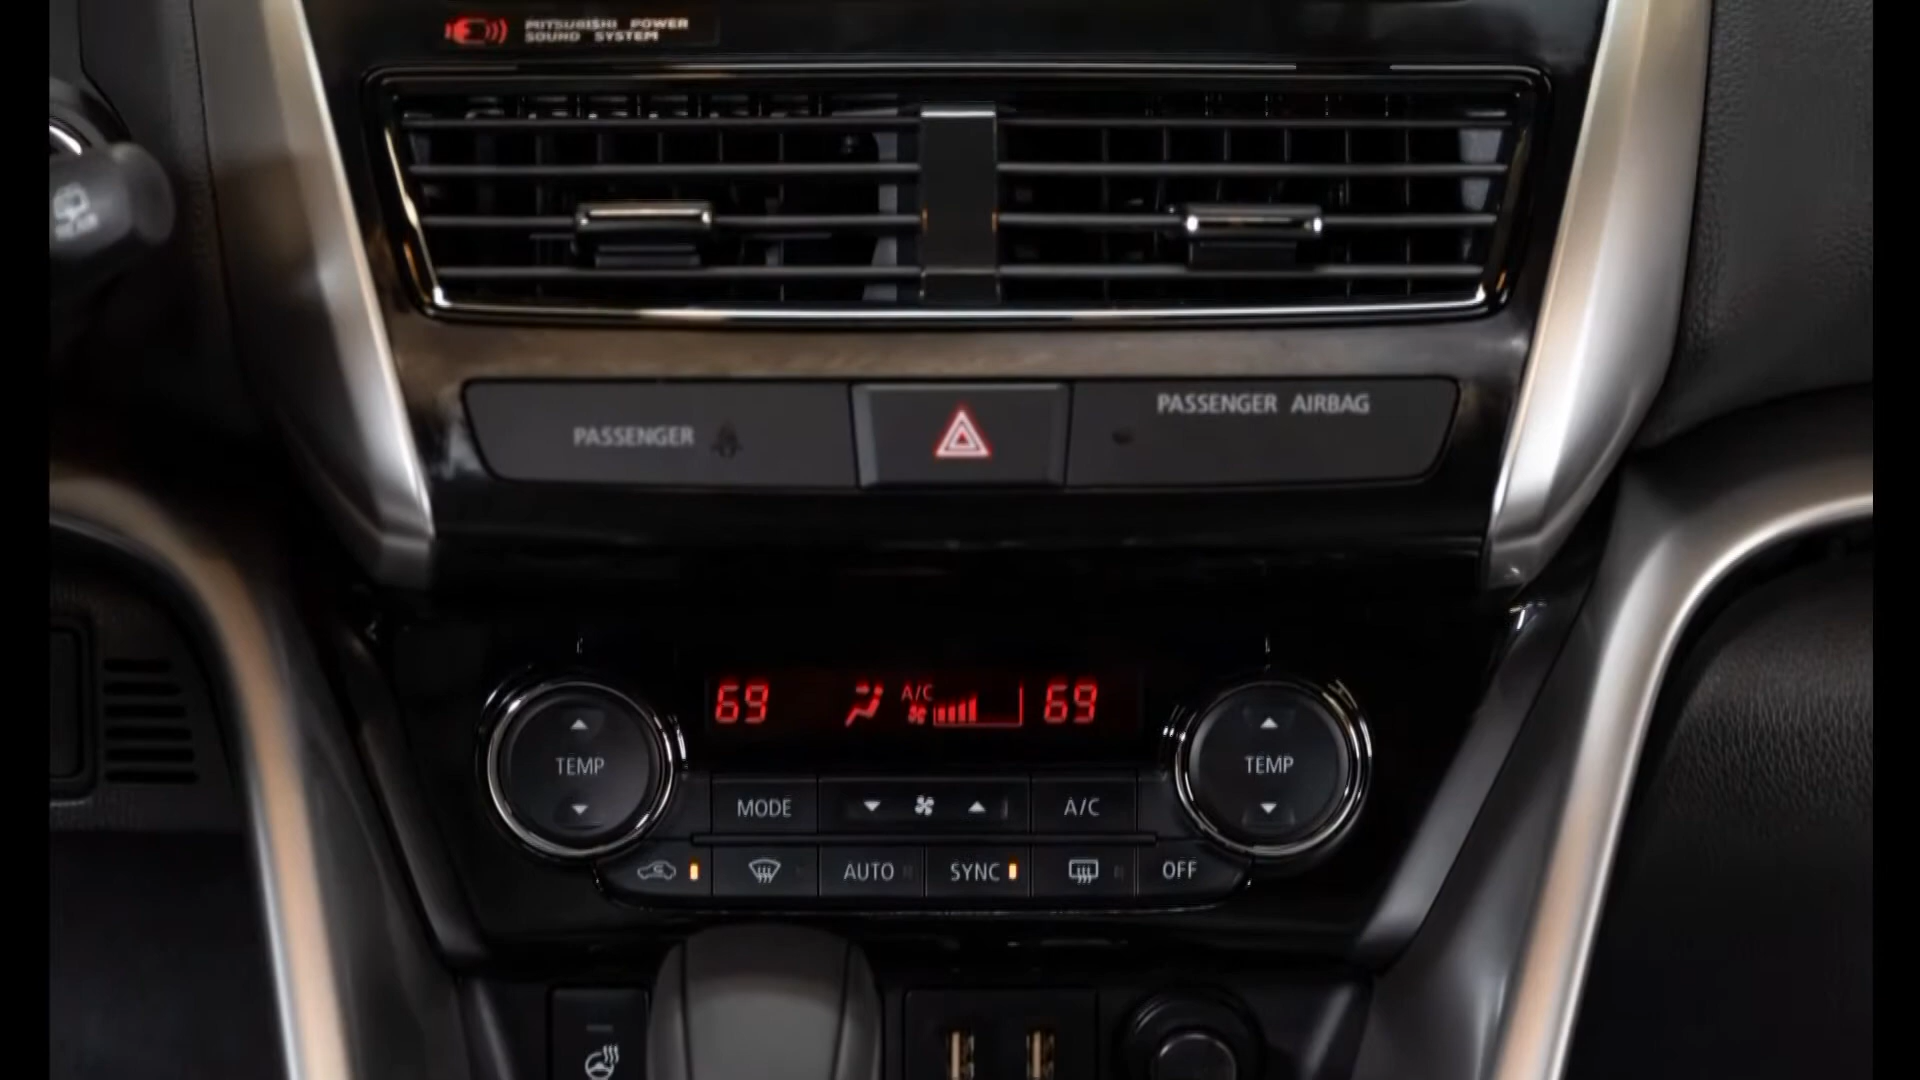 MITSUBISHI POWER
SOUND SYSTEM
PASSENGER
PASSENGER AIRBAG
69 A/C 69
TEMP
TEMP
MODE
A/C
AUTO
SYNC
OFF